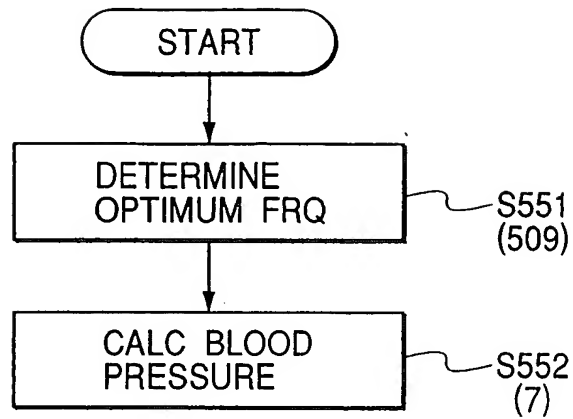 START
DETERMINE
OPTIMUM FRQ
S551
(509)
CALC BLOOD
PRESSURE
S552
(7)